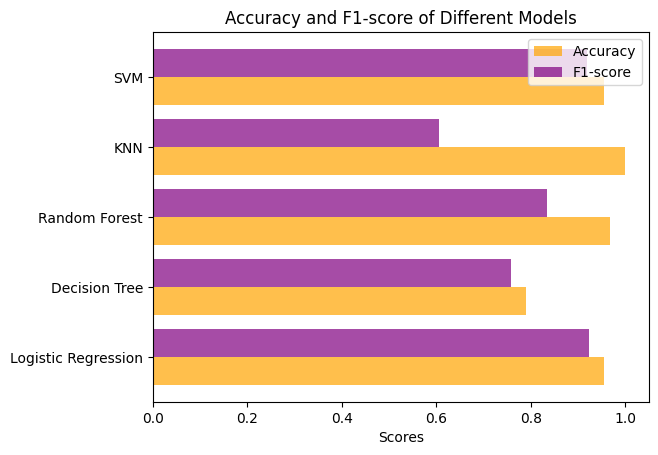 Accuracy and F1-score of Different Models
Accuracy
F1-score
SVM
KNN
Random Forest
Decision Tree
Logistic Regression
0.0 0.2 0.4 0.6 0.8 1.0
Scores